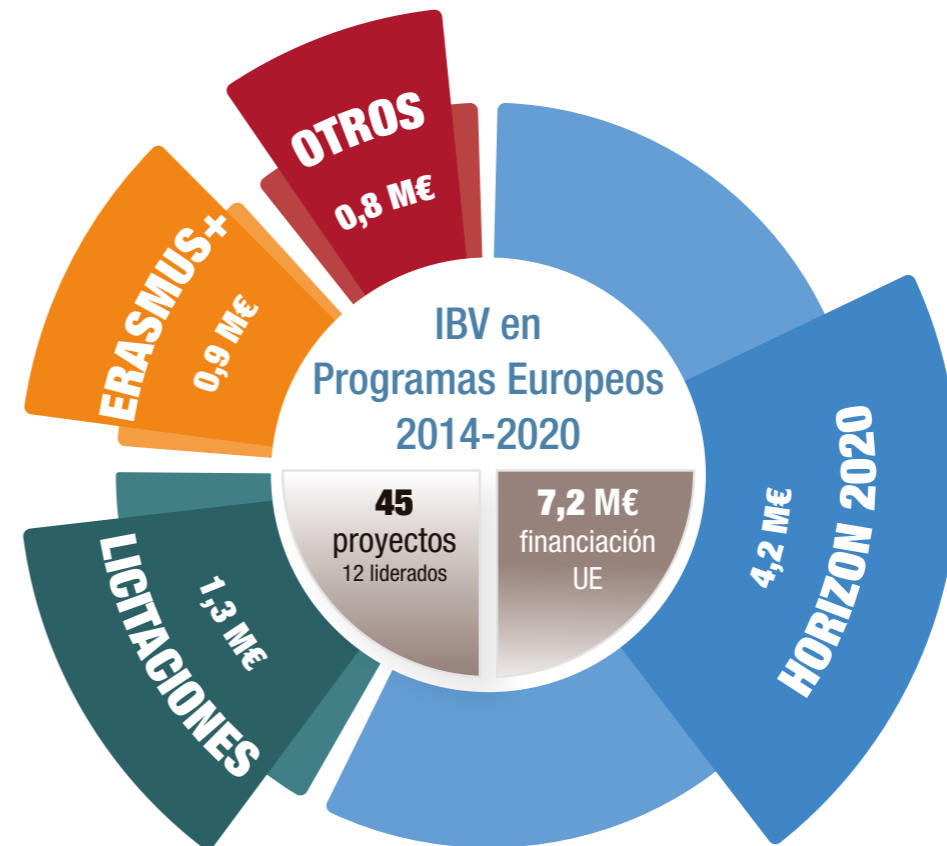 OTROS
0,8 M€
ERASMUS+
0,9 M€
IBV en
Programas Europeos
2014-2020
45
proyectos
12 liderados
7,2 M€
financiación
UE
HORIZON 2020
4,2 M€
LICITACIONES
1,3 M€